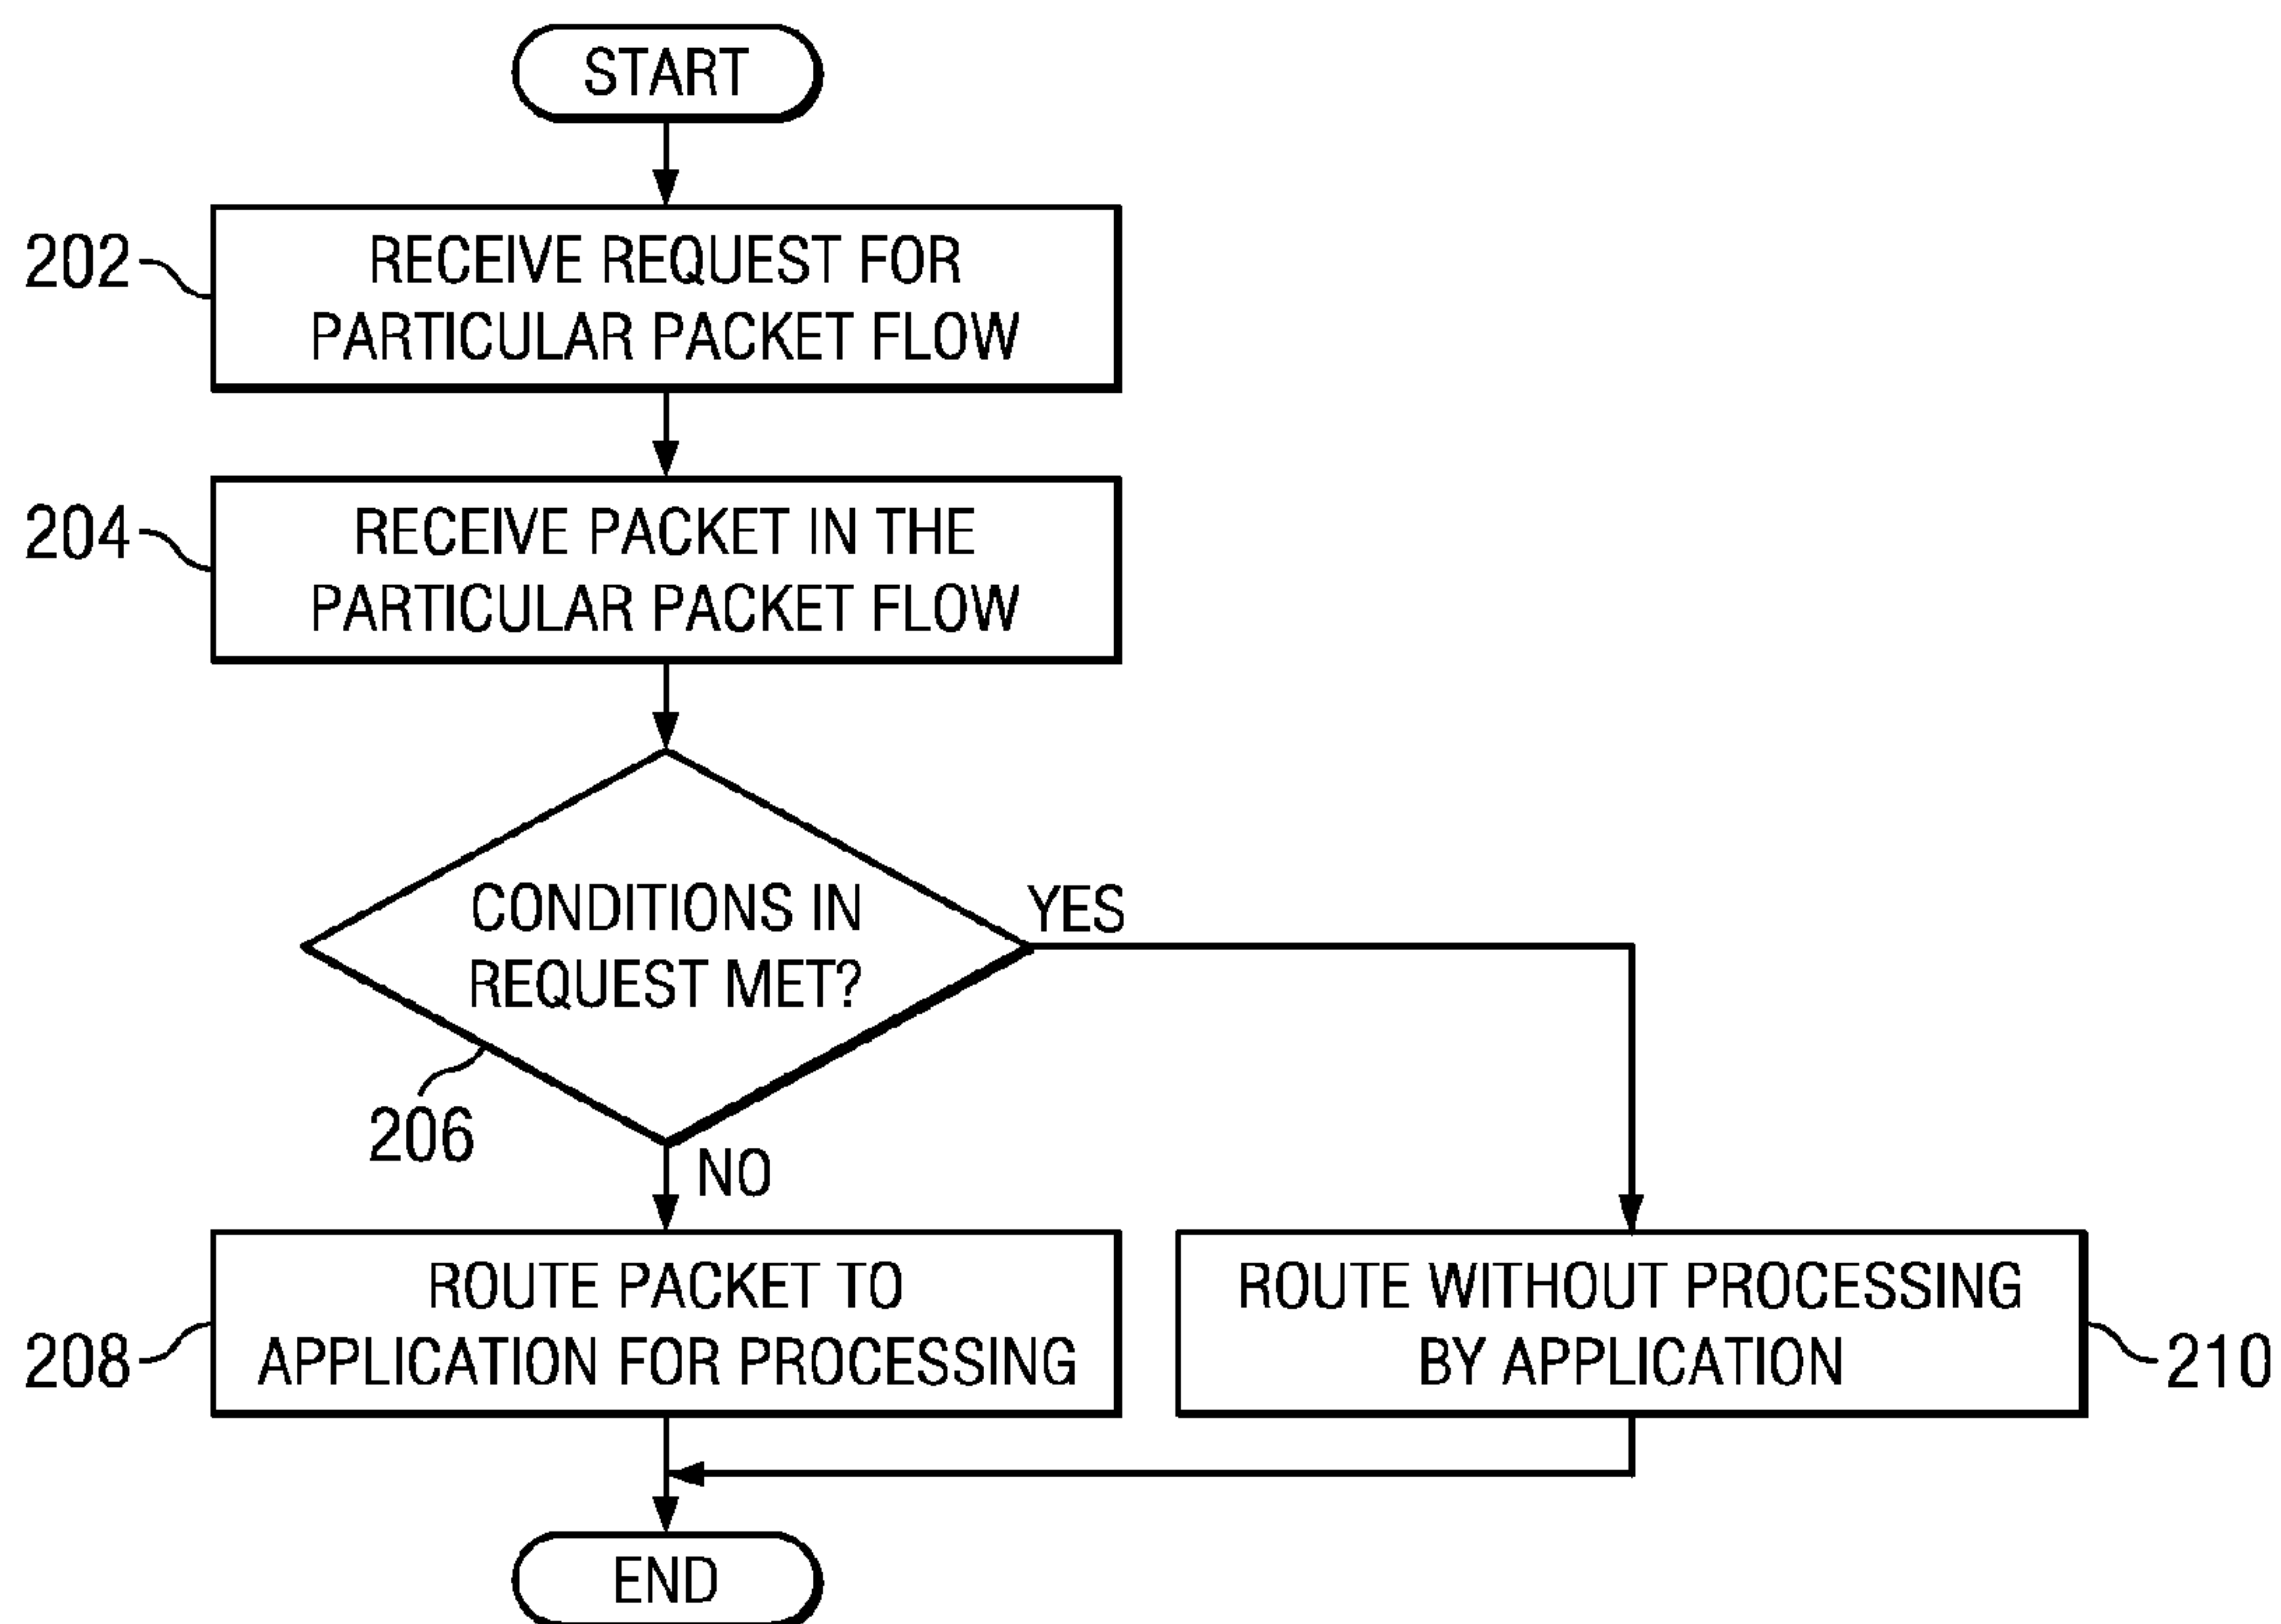 START
202
RECEIVE REQUEST FOR
PARTICULAR PACKET FLOW
204
RECEIVE PACKET IN THE
PARTICULAR PACKET FLOW
CONDITIONS IN
REQUEST MET?
YES
206
NO
208
ROUTE PACKET TO
APPLICATION FOR PROCESSING
ROUTE WITHOUT PROCESSING
BY APPLICATION
210
END